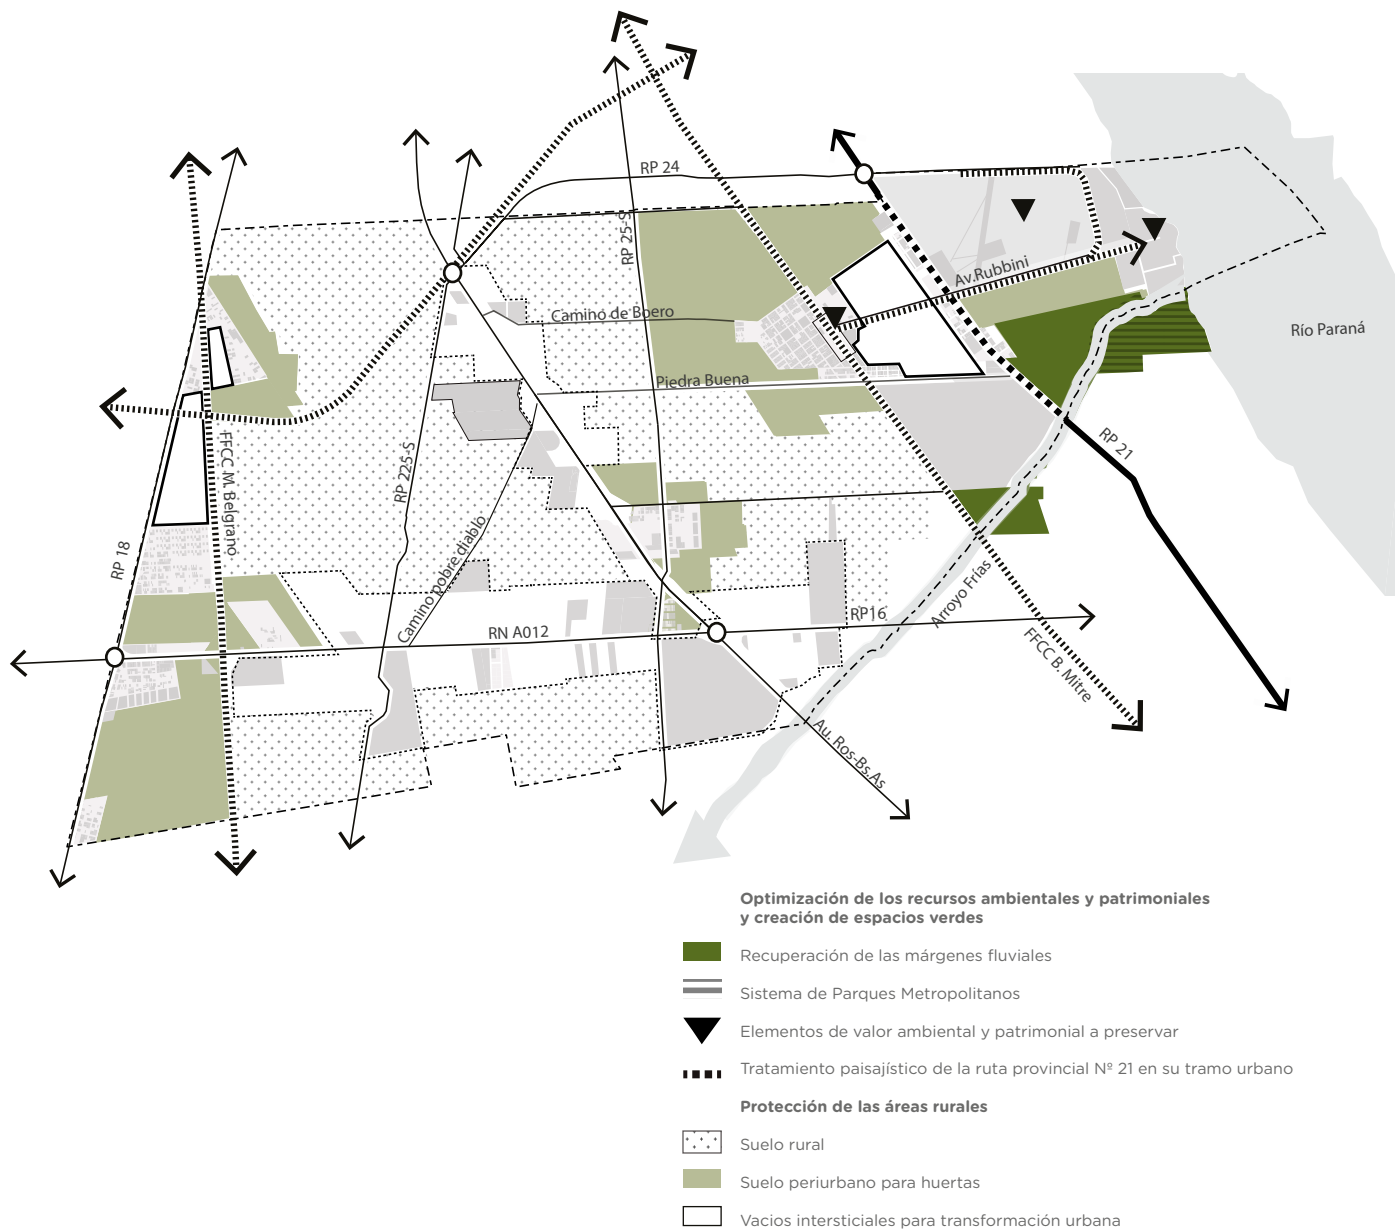 RP 24
RP 25-S
Av.Rubbini
Camino de Boero
Río Paraná
Piedra Buena
FFCC M. Belgrano
RP 225-S
RP 21
RP 18
Camino pobre diablo
Arroyo Frías
RP16
RN A012
FFCC B. Mitre
Au. Ros-Bs.As
Optimización de los recursos ambientales y patrimoniales
y creación de espacios verdes
Recuperación de las márgenes fluviales
Sistema de Parques Metropolitanos
Elementos de valor ambiental y patrimonial a preservar
Tratamiento paisajístico de la ruta provincial Nº 21 en su tramo urbano
Protección de las áreas rurales
Suelo rural
Suelo periurbano para huertas
Vacios intersticiales para transformación urbana